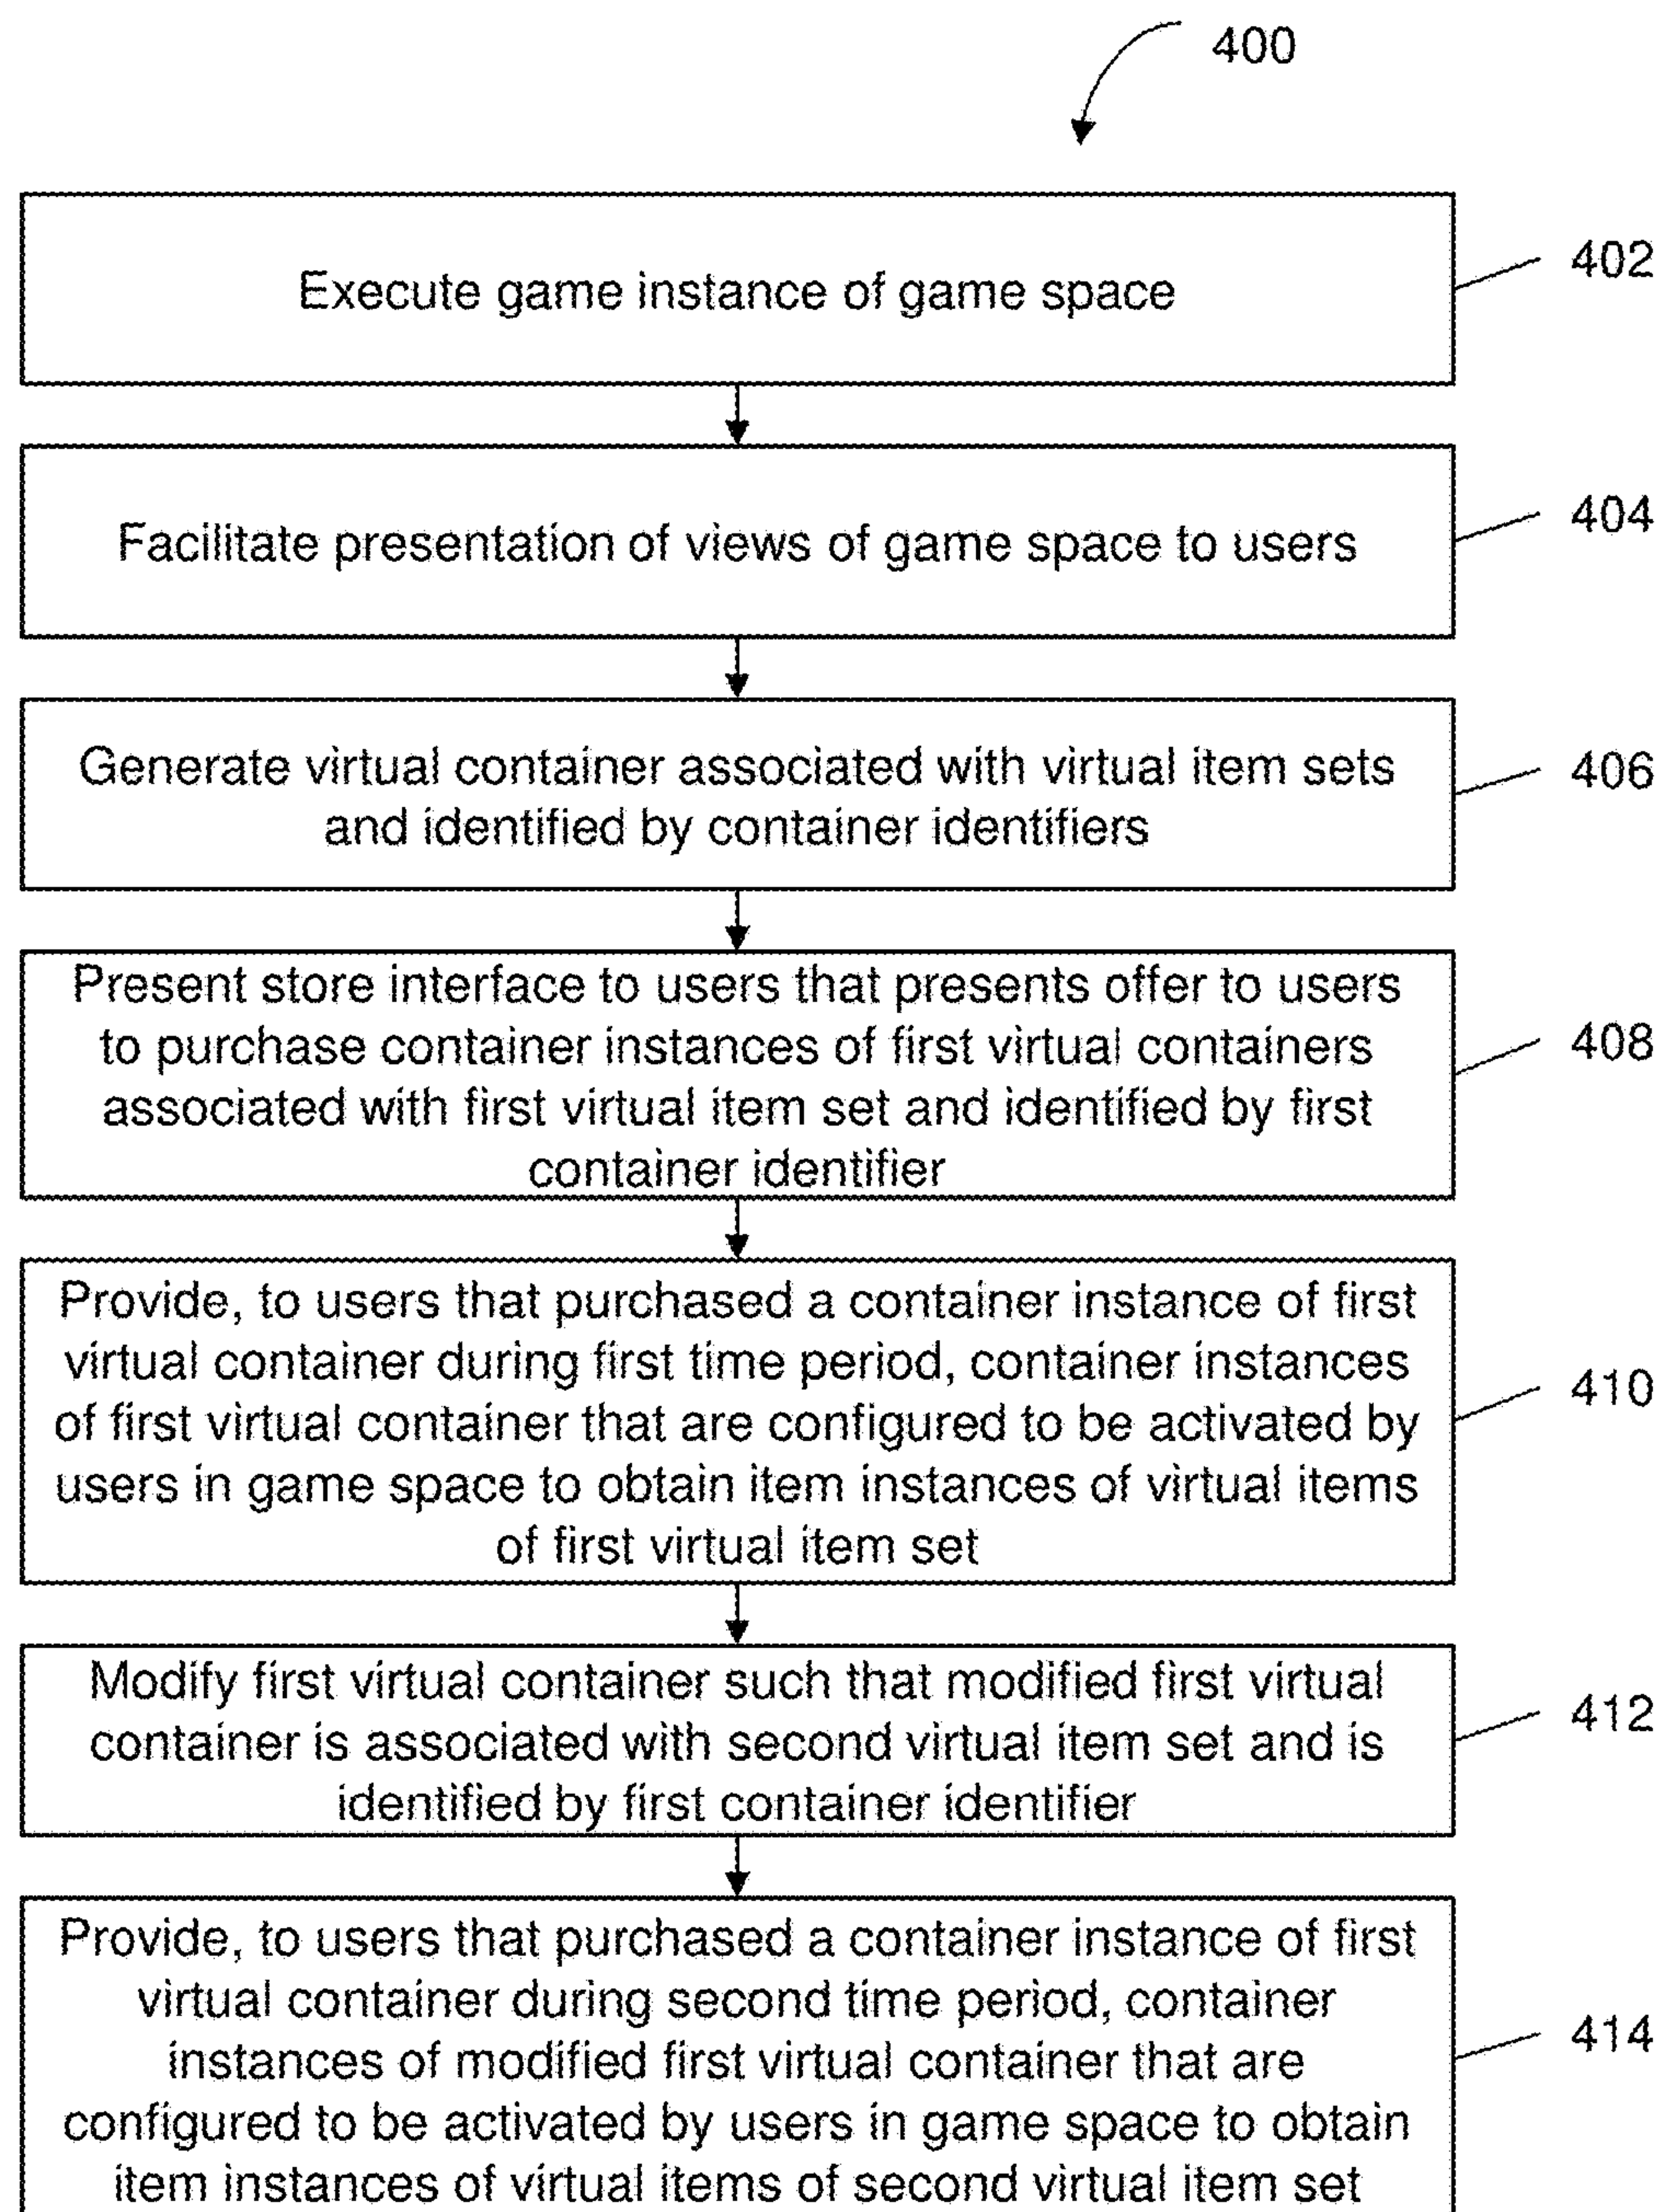 400
Execute game instance of game space
402
Facilitate presentation of views of game space to users
404
Generate virtual container associated with virtual item sets
and identified by container identifiers
406
Present store interface to users that presents offer to users
to purchase container instances of first virtual containers
associated with first virtual item set and identified by first
container identifier
408
Provide, to users that purchased a container instance of first
virtual container during first time period, container instances
of first virtual container that are configured to be activated by
users in game space to obtain item instances of virtual items
of first virtual item set
410
Modify first virtual container such that modified first virtual
container is associated with second virtual item set and is
identified by first container identifier
412
Provide, to users that purchased a container instance of first
virtual container during second time period, container
instances of modified first virtual container that are
configured to be activated by users in game space to obtain
item instances of virtual items of second virtual item set
414